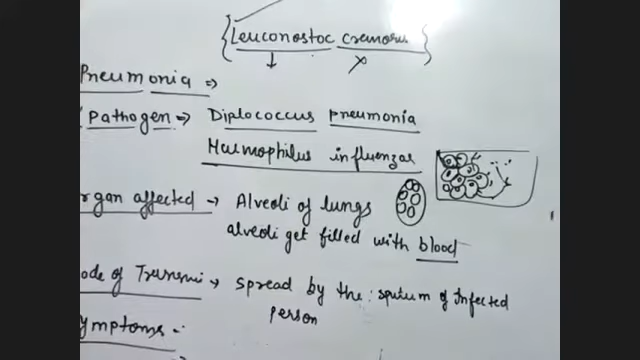 {Leuconostoc cremoris}
Pneumonia ⇒
Pathogen ⇒ Diplococcus pneumonia
Haemophilus influenzae
rgan affected → Alveoli of lungs
alveoli get filled with blood
ode of Transmi → spread by the sputum of Infected
person
ymptoms -